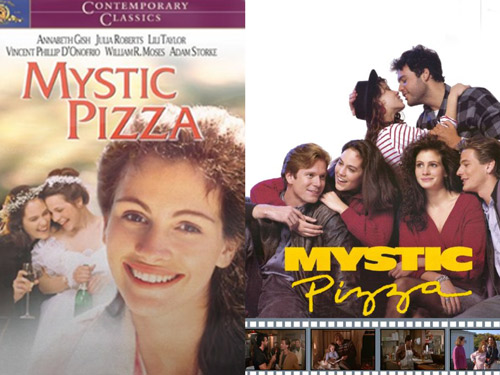 CONTEMPORARY
CLASSICS
ANNABETH GISH JULIA ROBERTS LILI TAYLOR
VINCENT PHILLIP D'ONOFRIO WILLIAM R. MOSES ADAM STORKE
MYSTIC
PIZZA
MYSTIC
Pizza